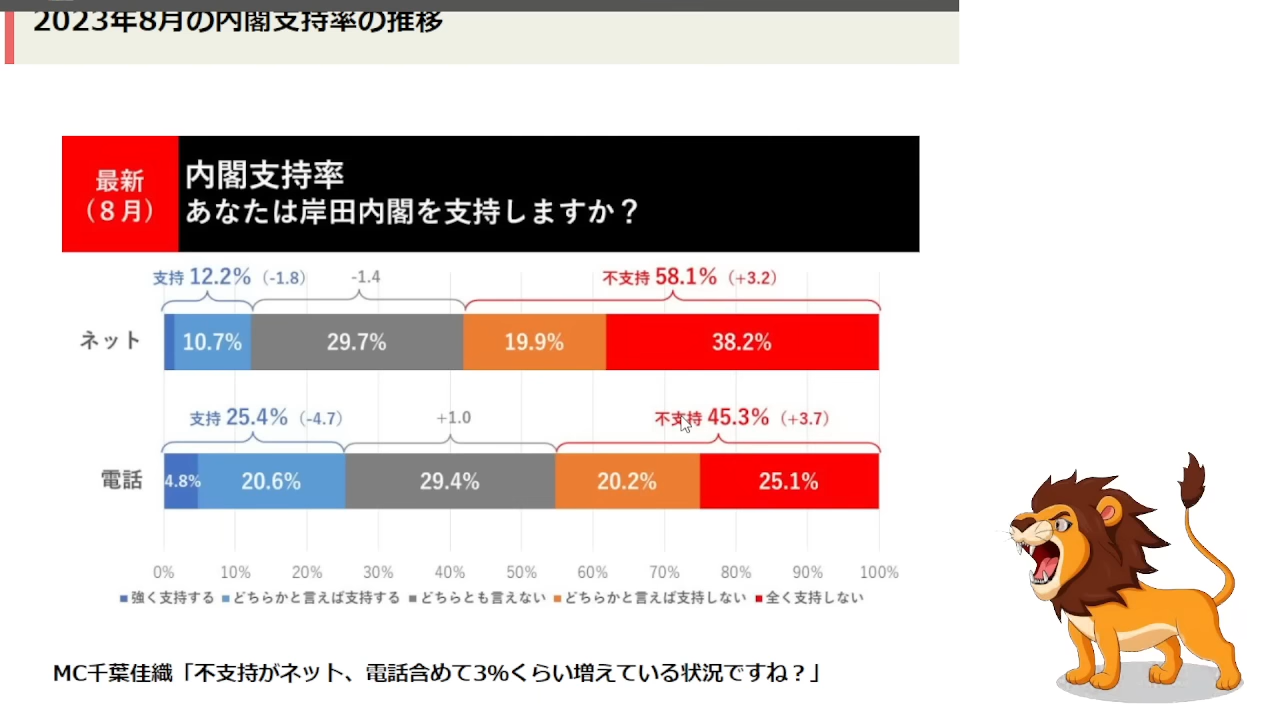 2023年8月の内閣支持率の推移
最新
（８月）
内閣支持率
あなたは岸田内閣を支持しますか？
支持 12.2%（-1.8） -1.4 不支持 58.1%（+3.2）
ネット 10.7% 29.7% 19.9% 38.2%
支持 25.4%（-4.7） +1.0 不支持 45.3%（+3.7）
電話 4.8% 20.6% 29.4% 20.2% 25.1%
0% 10% 20% 30% 40% 50% 60% 70% 80% 90% 100%
■強く支持する ■どちらかと言えば支持する ■どちらとも言えない ■どちらかと言えば支持しない ■全く支持しない
MC千葉佳織「不支持がネット、電話含めて3%くらい増えている状況ですね？」